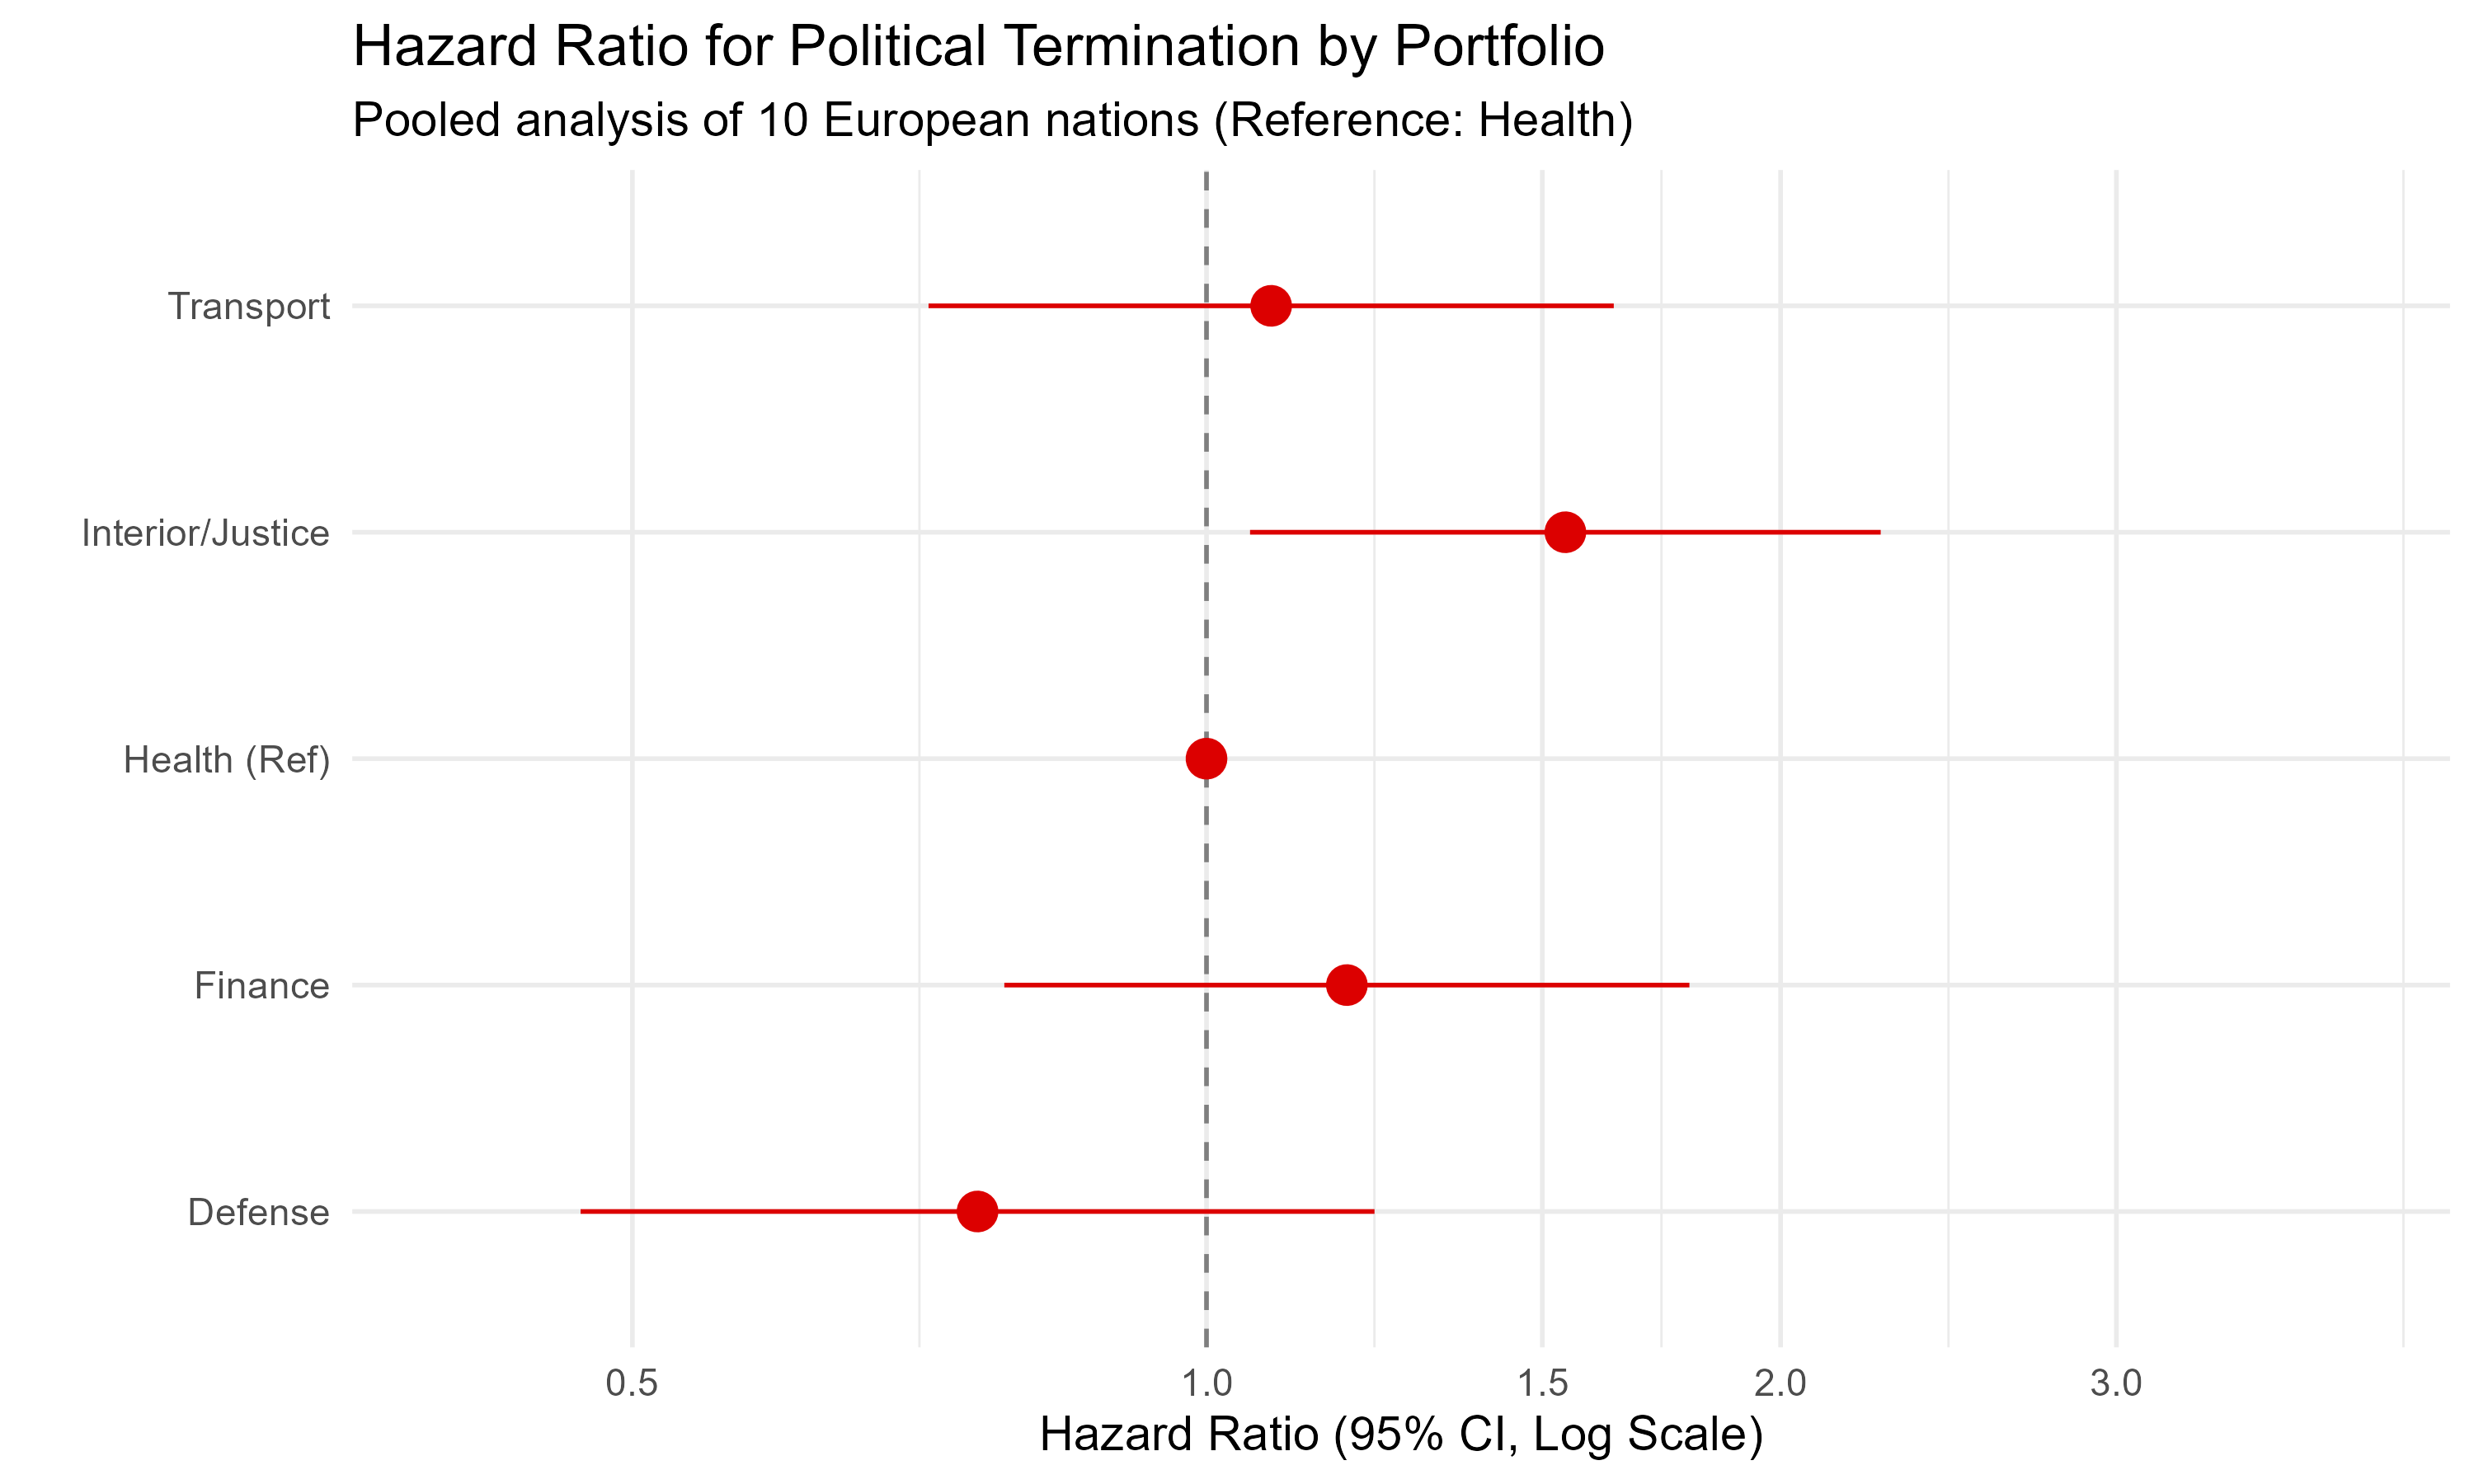 Hazard Ratio for Political Termination by Portfolio
Pooled analysis of 10 European nations (Reference: Health)
Transport
Interior/Justice
Health (Ref)
Finance
Defense
0.5 1.0 1.5 2.0 3.0
Hazard Ratio (95% CI, Log Scale)